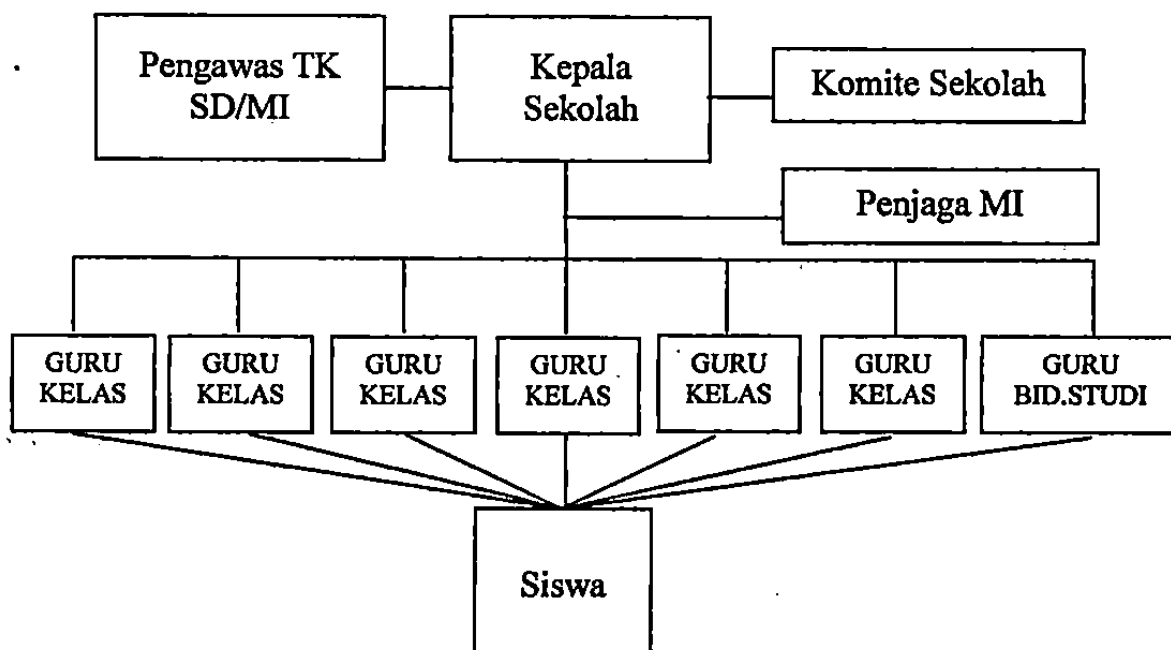 Pengawas TK
SD/MI
Kepala
Sekolah
Komite Sekolah
Penjaga MI
GURU
KELAS
GURU
KELAS
GURU
KELAS
GURU
KELAS
GURU
KELAS
GURU
KELAS
GURU
BID.STUDI
Siswa